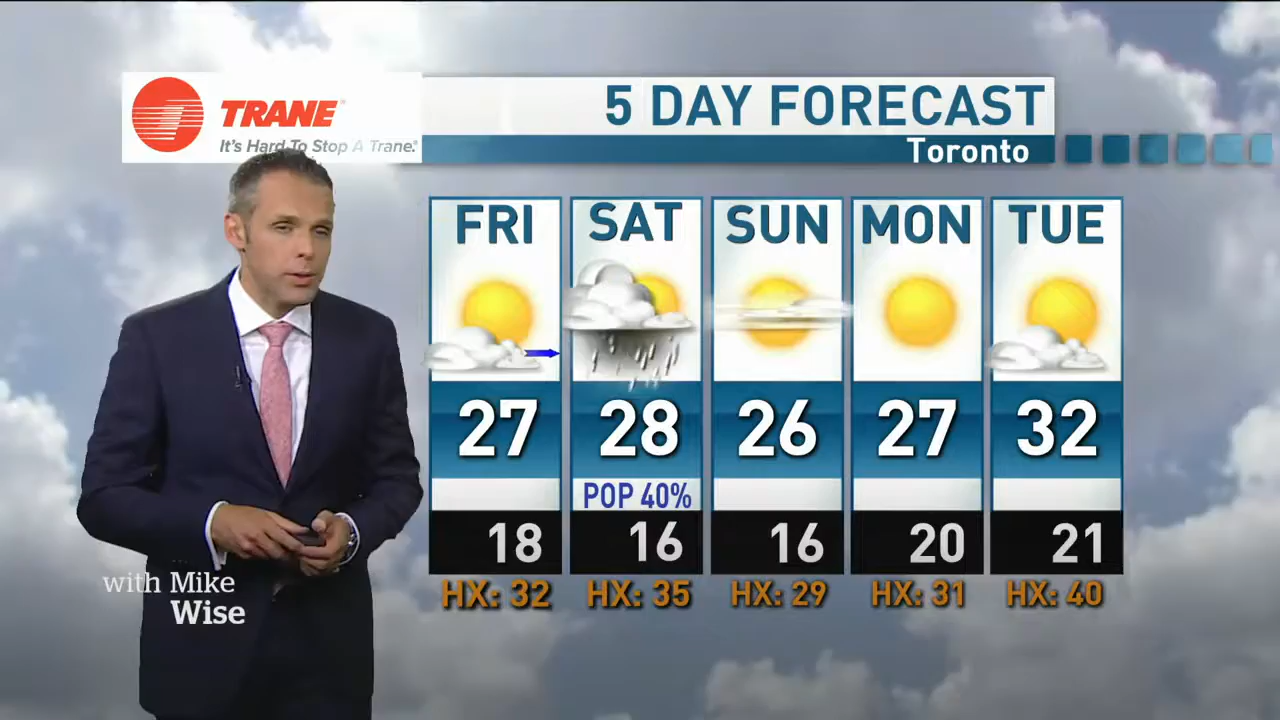 TRANE
It's Hard To Stop A Trane.
5 DAY FORECAST
Toronto
FRI SAT SUN MON TUE
27 28 26 27 32
POP 40%
18 16 16 20 21
HX: 32 HX: 35 HX: 29 HX: 31 HX: 40
with Mike
Wise